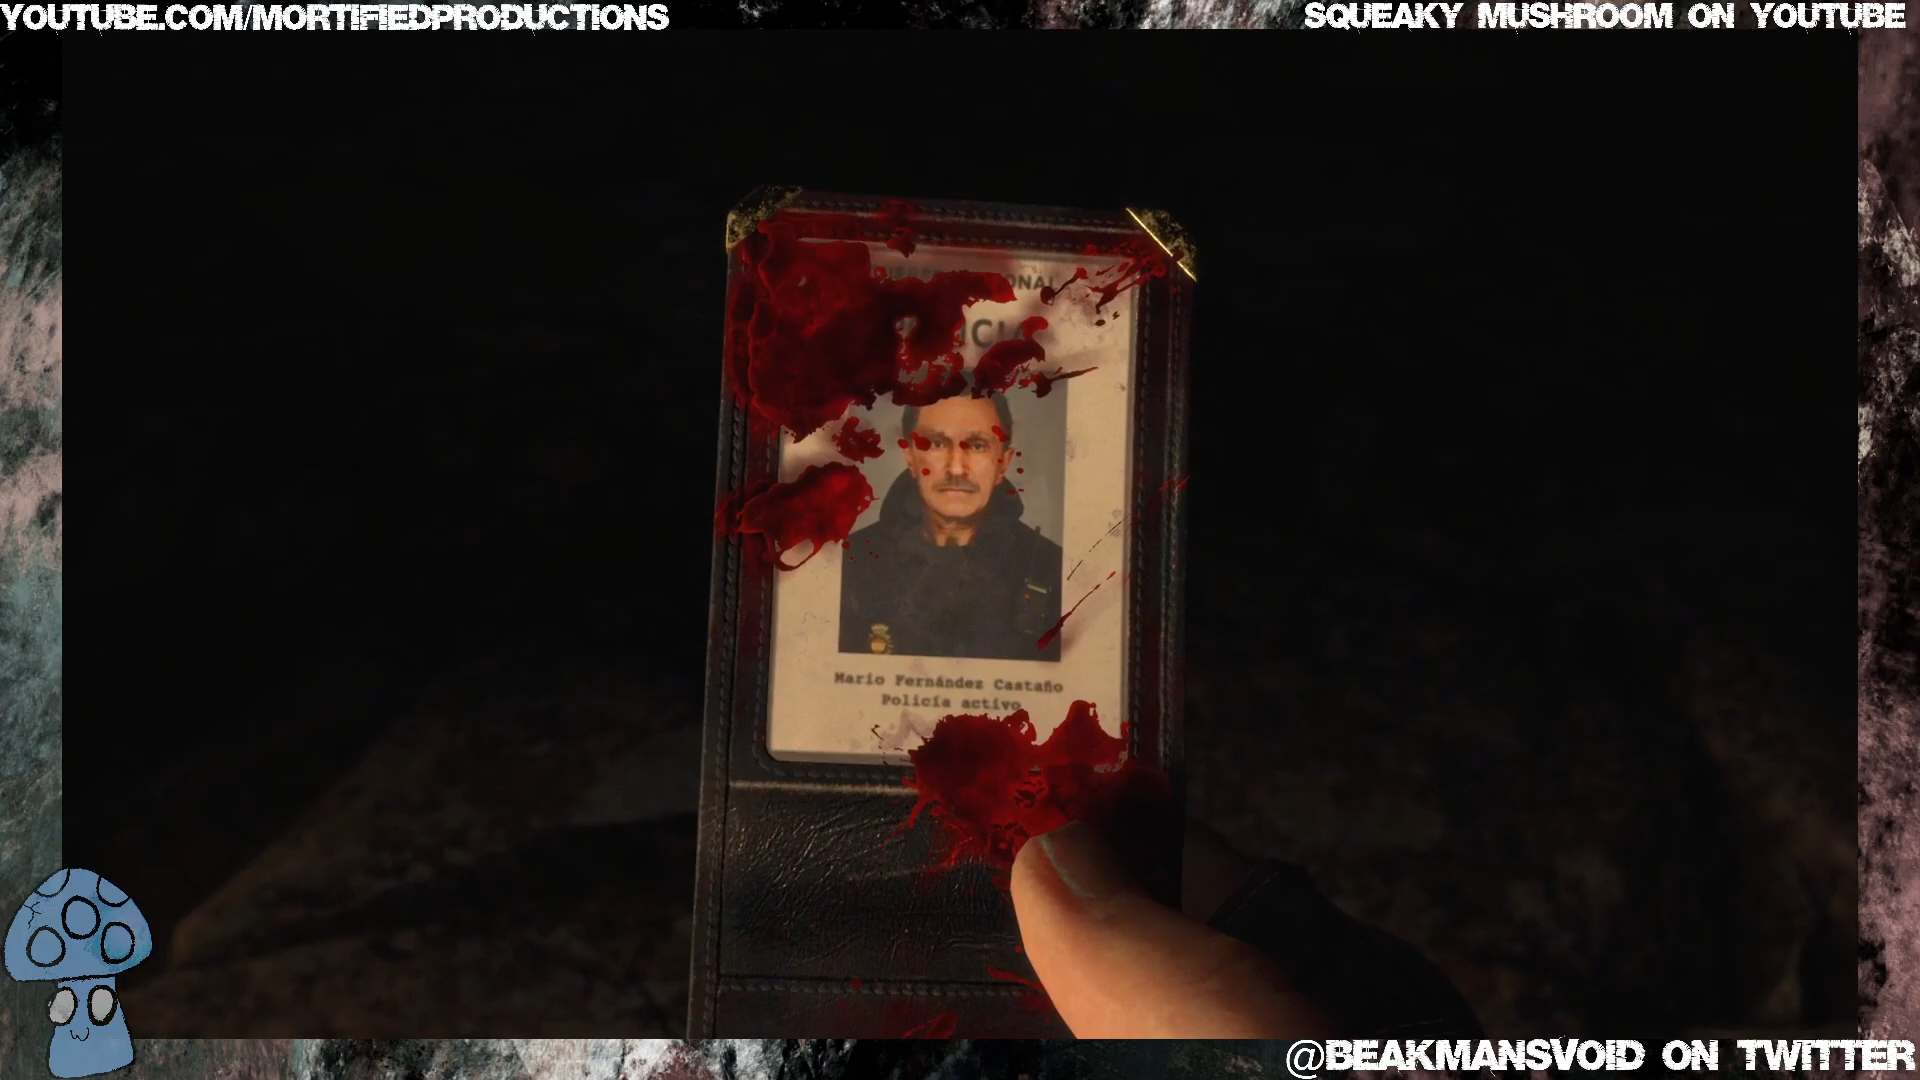 YOUTUBE.COM/MORTIFIEDPRODUCTIONS
SQUEAKY MUSHROOM ON YOUTUBE
Mario Fernández Castaño
Policía activo
@BEAKMANSVOID ON TWITTER